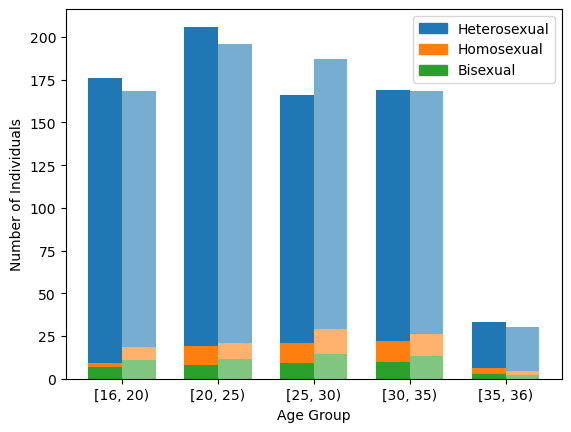 Heterosexual
Homosexual
Bisexual
Number of Individuals
200
175
150
125
100
75
50
25
0
[16, 20) [20, 25) [25, 30) [30, 35) [35, 36)
Age Group